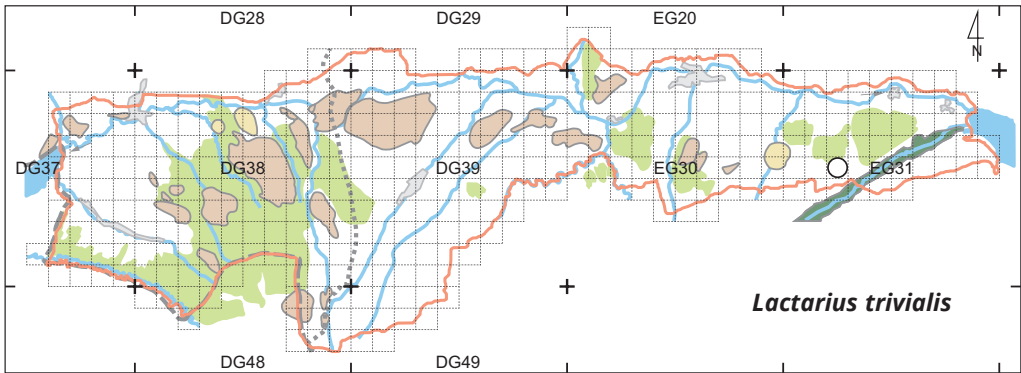 DG28 DG29 EG20
N
DG37 DG38 DG39 EG30 EG31
Lactarius trivialis
DG48 DG49